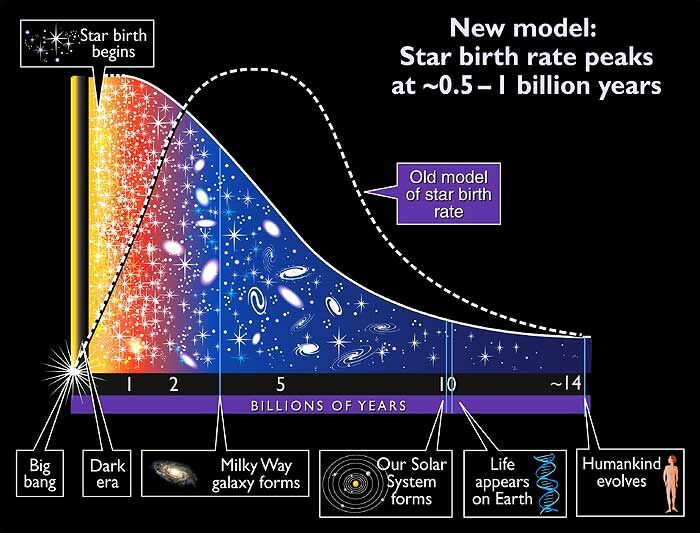 Star birth
begins
New model:
Star birth rate peaks
at ~0.5–1 billion years
Old model
of star birth
rate
1 2 5 10 ~14
BILLIONS OF YEARS
Big
bang
Dark
era
Milky Way
galaxy forms
Our Solar
System
forms
Life
appears
on Earth
Humankind
evolves